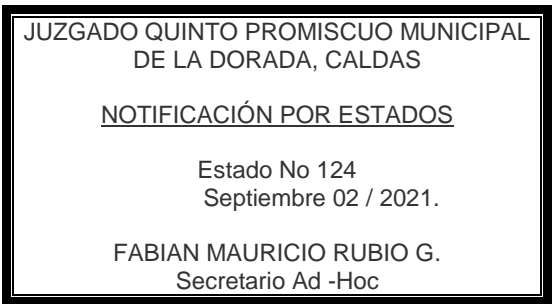 JUZGADO QUINTO PROMISCUO MUNICIPAL
DE LA DORADA, CALDAS
NOTIFICACIÓN POR ESTADOS
Estado No 124
Septiembre 02 / 2021.
FABIAN MAURICIO RUBIO G.
Secretario Ad -Hoc